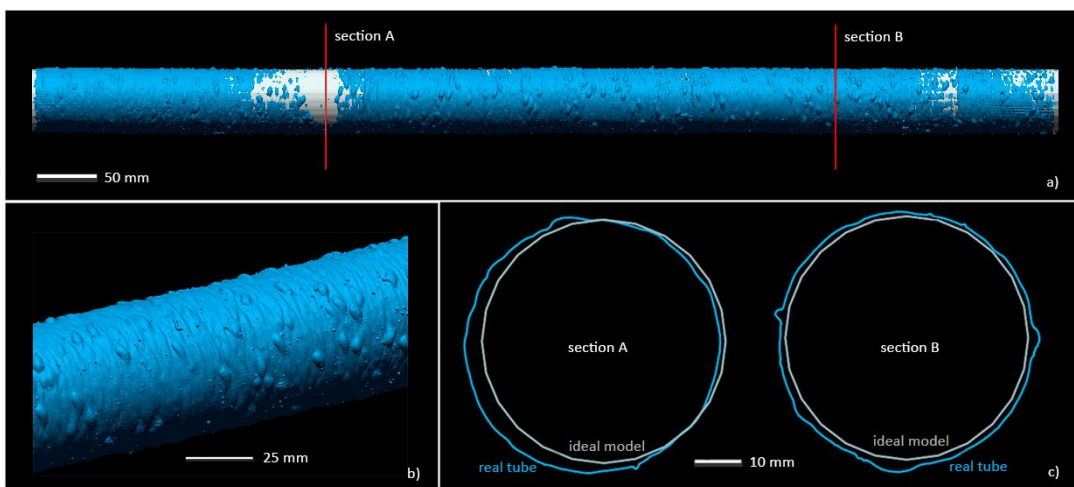 section A
section B
50 mm
a)
section A
section B
ideal model
ideal model
real tube
10 mm
real tube
25 mm
b)
c)